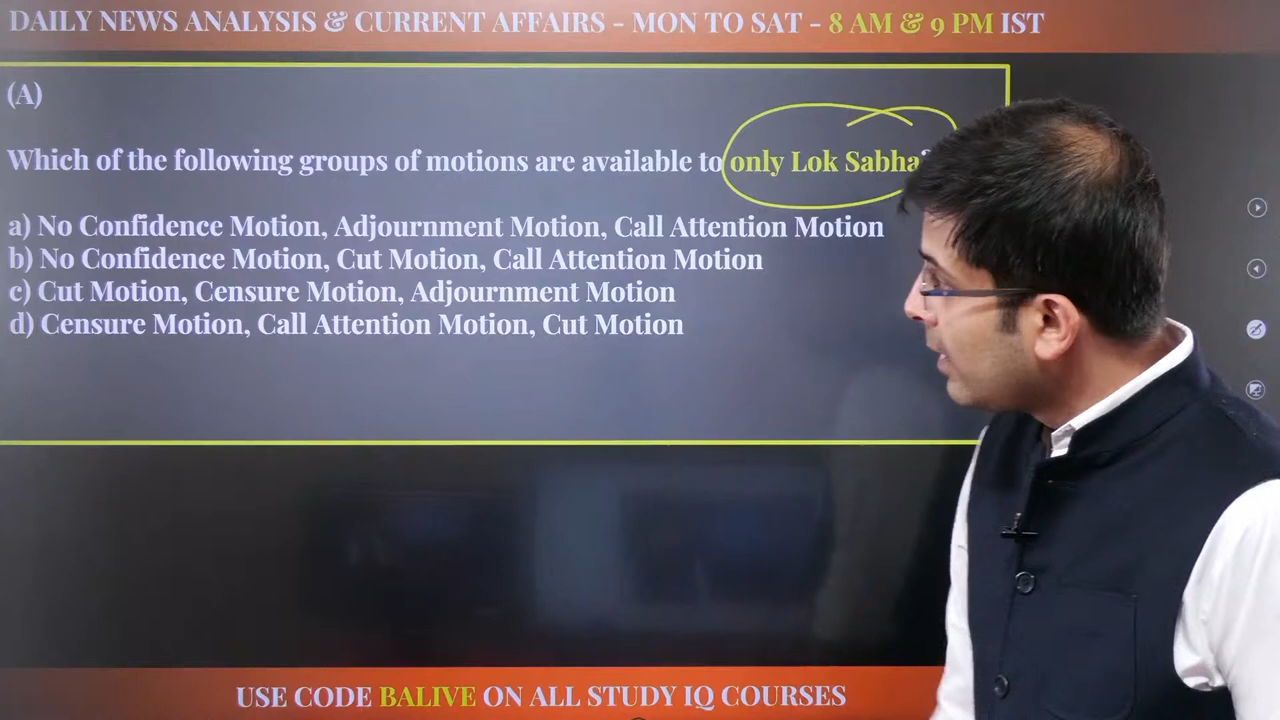 DAILY NEWS ANALYSIS & CURRENT AFFAIRS - MON TO SAT - 8 AM & 9 PM IST
(A)
Which of the following groups of motions are available to only Lok Sabha
a) No Confidence Motion, Adjournment Motion, Call Attention Motion
b) No Confidence Motion, Cut Motion, Call Attention Motion
c) Cut Motion, Censure Motion, Adjournment Motion
d) Censure Motion, Call Attention Motion, Cut Motion
USE CODE BALIVE ON ALL STUDY IQ COURSES